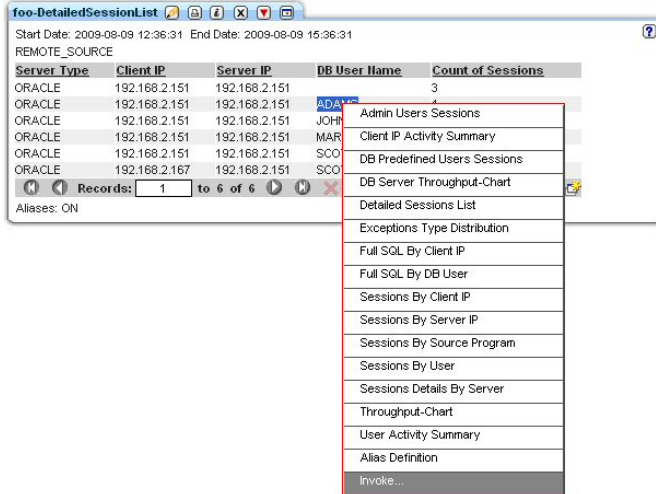 foo-DetailedSessionList
Start Date: 2009-08-09 12:36:31 End Date: 2009-08-09 15:36:31
REMOTE_SOURCE
Server Type Client IP Server IP DB User Name Count of Sessions
ORACLE 192.168.2.151 192.168.2.151 3
ORACLE 192.168.2.151 192.168.2.151 ADAMS
ORACLE 192.168.2.151 192.168.2.151 JOHN
ORACLE 192.168.2.151 192.168.2.151 MAR
ORACLE 192.168.2.151 192.168.2.151 SCO
ORACLE 192.168.2.167 192.168.2.151 SCO
Records: 1 to 6 of 6
Aliases: ON
Admin Users Sessions
Client IP Activity Summary
DB Predefined Users Sessions
DB Server Throughput-Chart
Detailed Sessions List
Exceptions Type Distribution
Full SQL By Client IP
Full SQL By DB User
Sessions By Client IP
Sessions By Server IP
Sessions By Source Program
Sessions By User
Sessions Details By Server
Throughput-Chart
User Activity Summary
Alias Definition
Invoke...